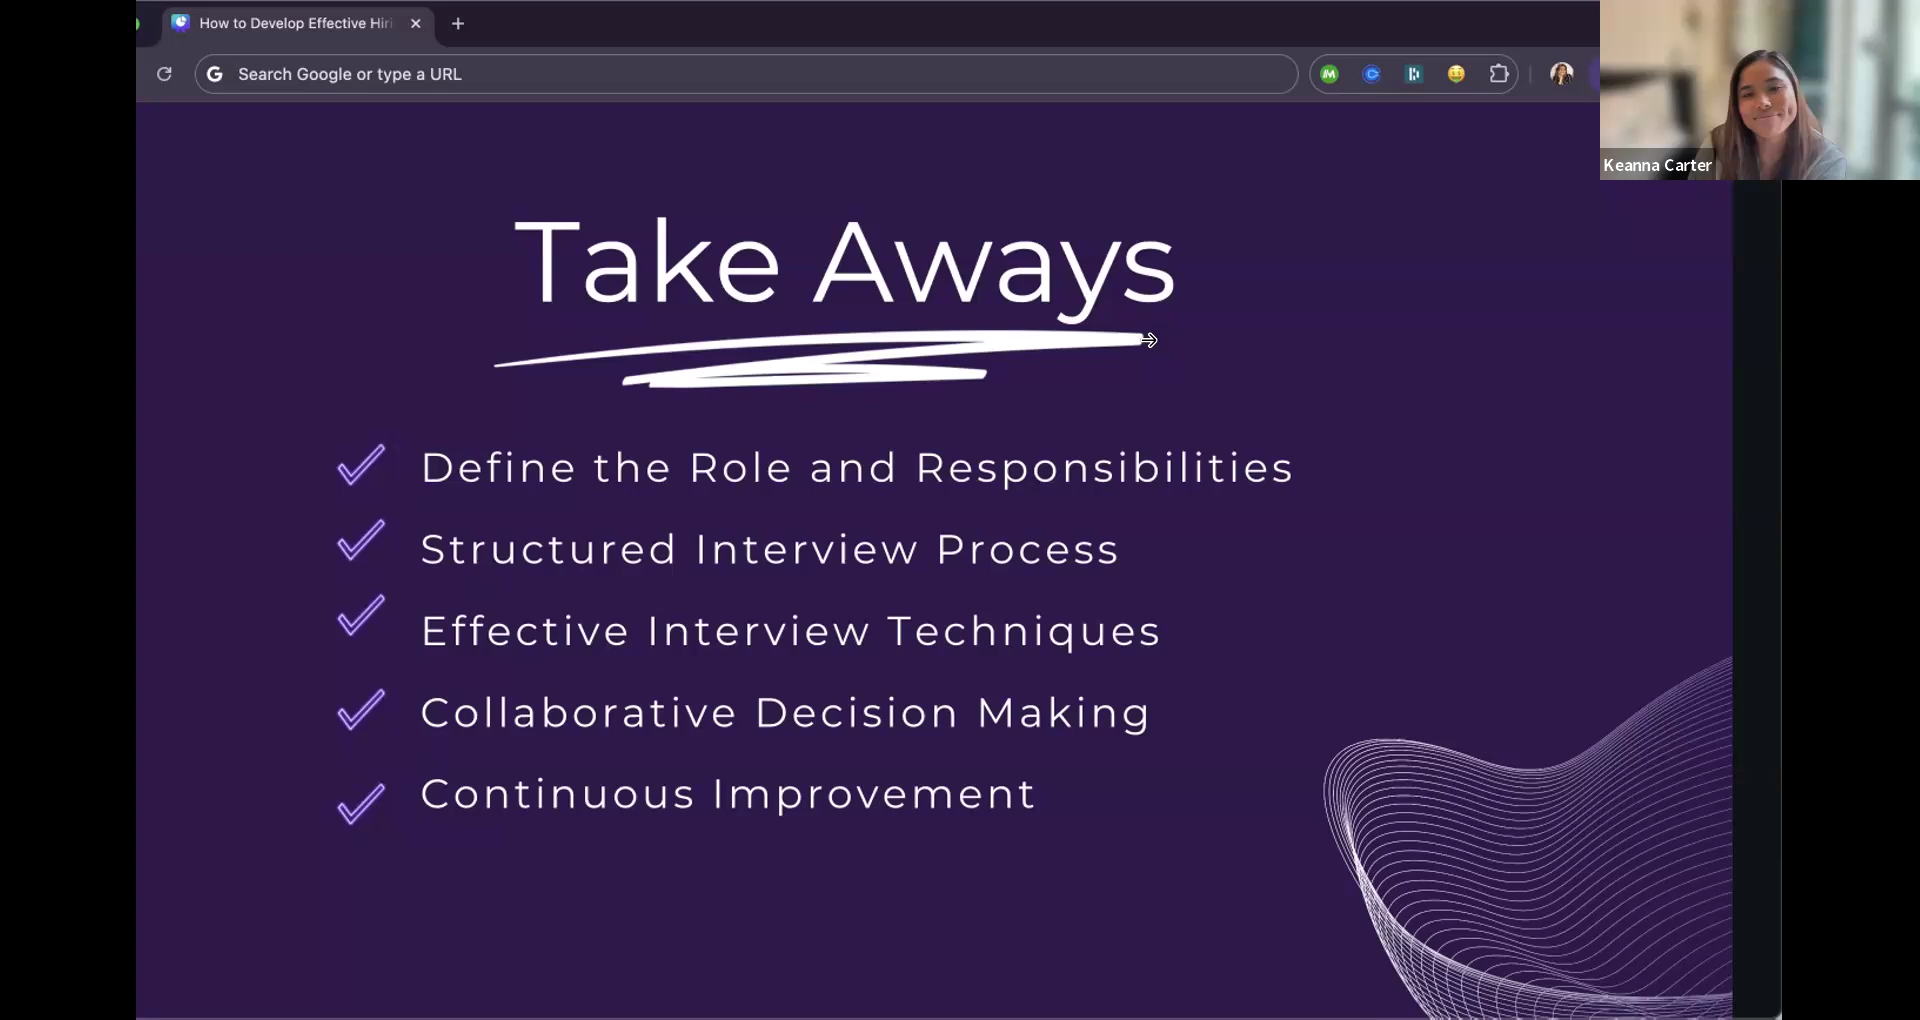 How to Develop Effective Hiri
Search Google or type a URL
Keanna Carter
Take Aways
Define the Role and Responsibilities
Structured Interview Process
Effective Interview Techniques
Collaborative Decision Making
Continuous Improvement